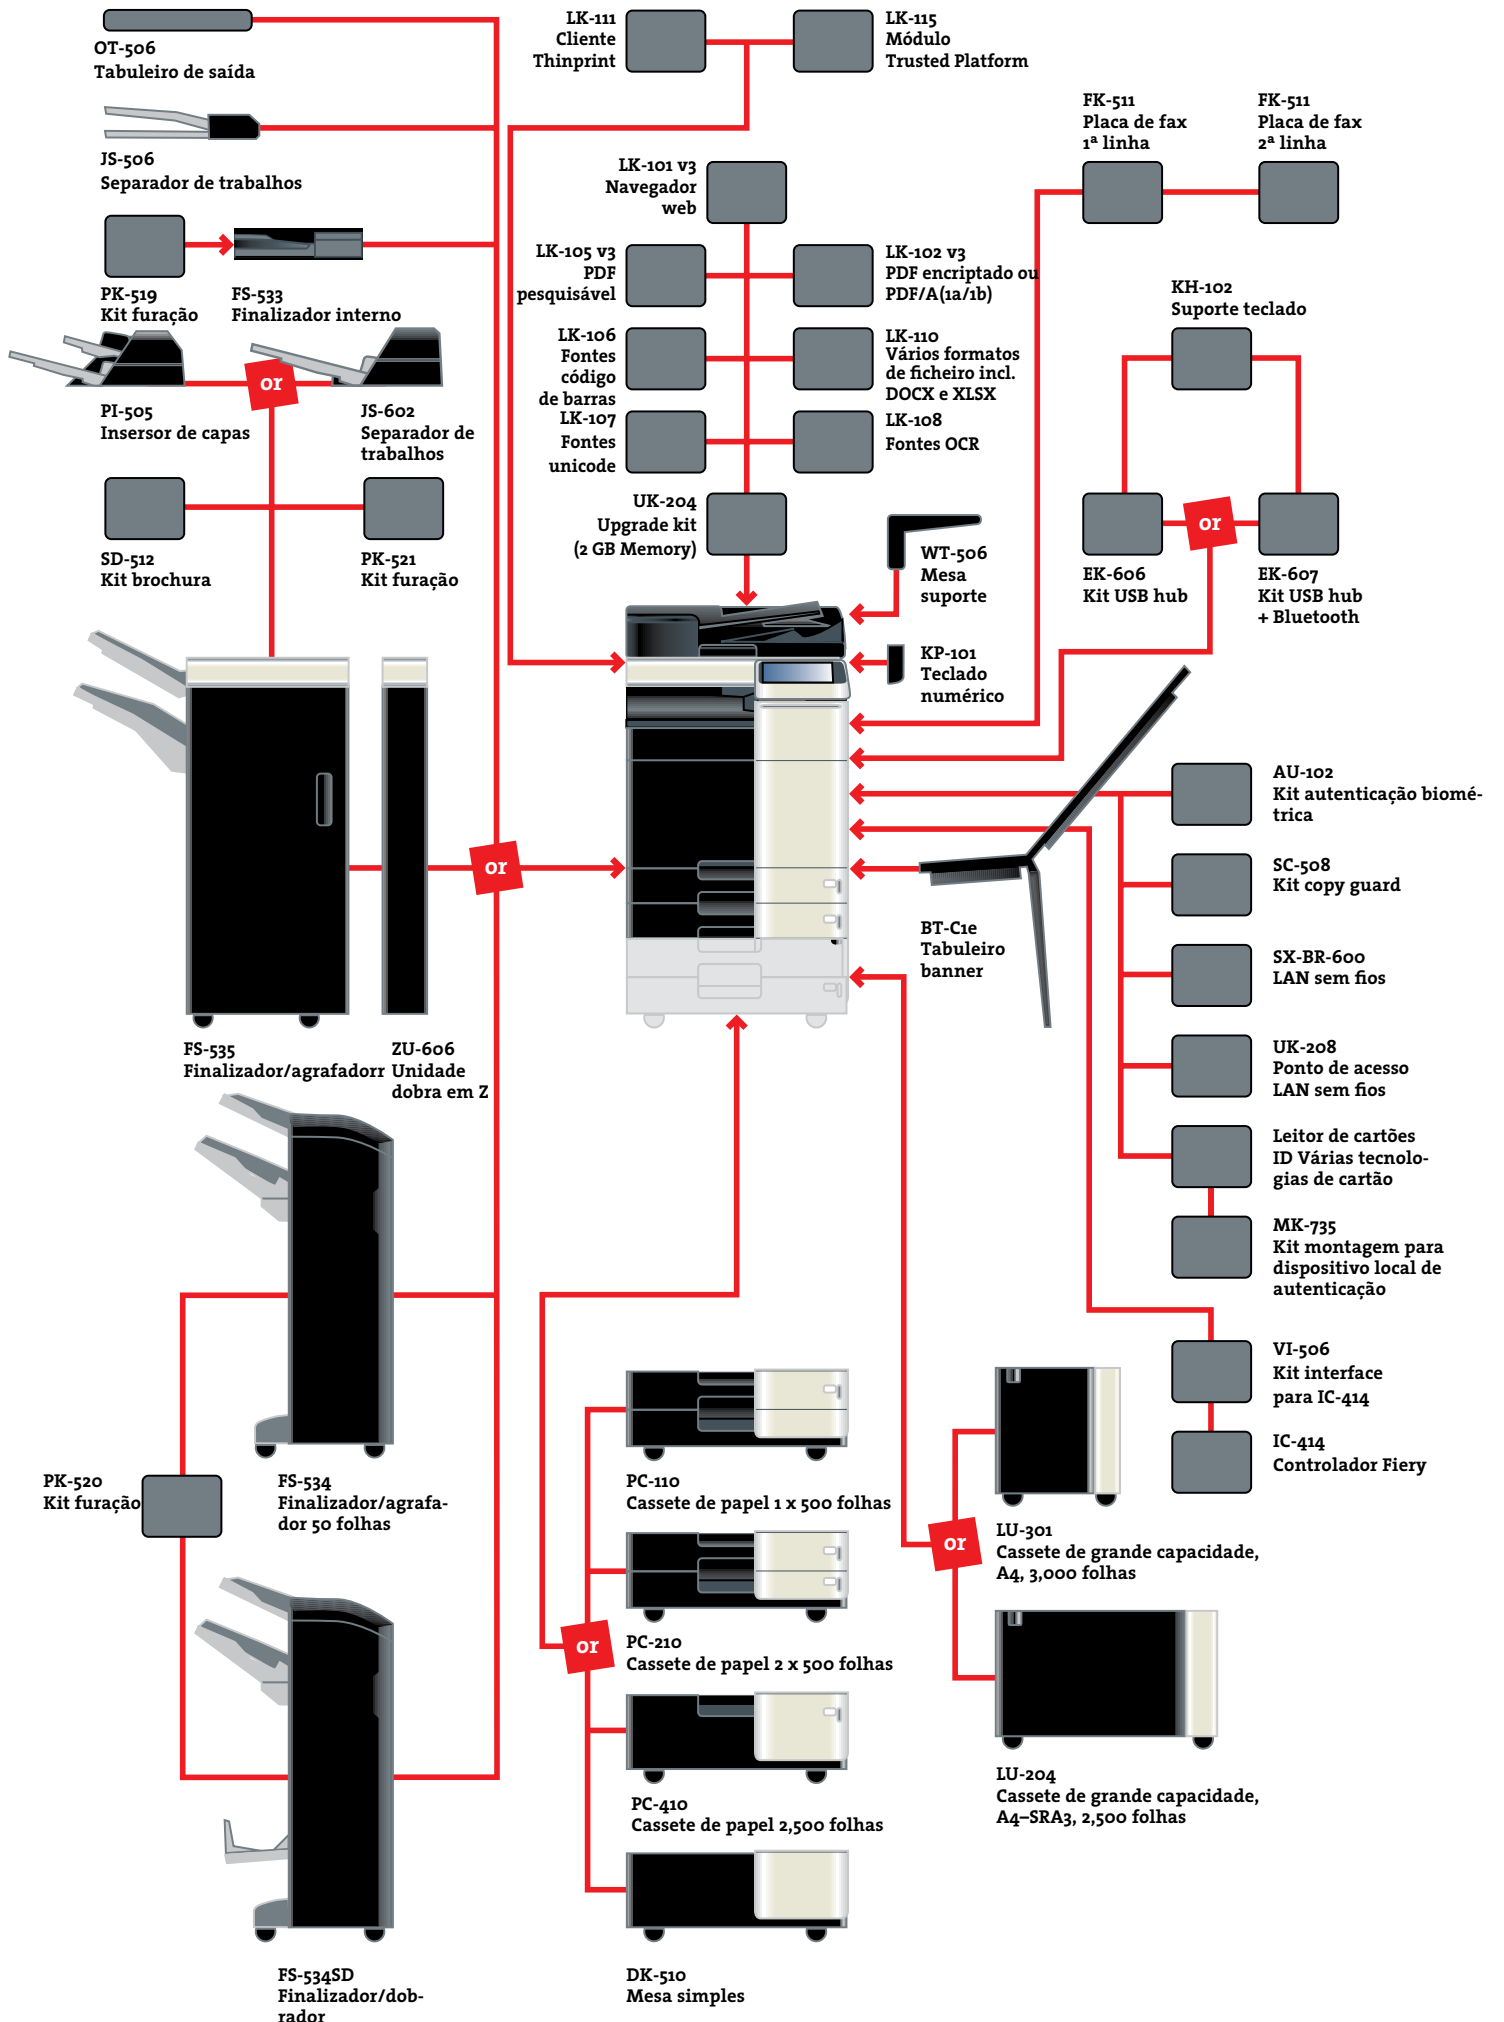 OT-506
Tabuleiro de saída
JS-506
Separador de trabalhos
PK-519
Kit furação
FS-533
Finalizador interno
or
PI-505
Insersor de capas
JS-602
Separador de
trabalhos
SD-512
Kit brochura
PK-521
Kit furação
FS-535
Finalizador/agrafadorr
ZU-606
Unidade
dobra em Z
or
PK-520
Kit furação
FS-534
Finalizador/agrafa-
dor 50 folhas
FS-534SD
Finalizador/dob-
rador
LK-111
Cliente
Thinprint
LK-115
Módulo
Trusted Platform
LK-101 v3
Navegador
web
LK-105 v3
PDF
pesquisável
LK-102 v3
PDF encriptado ou
PDF/A(1a/1b)
LK-106
Fontes
código
de barras
LK-110
Vários formatos
de ficheiro incl.
DOCX e XLSX
LK-107
Fontes
unicode
LK-108
Fontes OCR
UK-204
Upgrade kit
(2 GB Memory)
WT-506
Mesa
suporte
KP-101
Teclado
numérico
BT-C1e
Tabuleiro
banner
FK-511
Placa de fax
1ª linha
FK-511
Placa de fax
2ª linha
KH-102
Suporte teclado
or
EK-606
Kit USB hub
EK-607
Kit USB hub
+ Bluetooth
AU-102
Kit autenticação biomé-
trica
SC-508
Kit copy guard
SX-BR-600
LAN sem fios
UK-208
Ponto de acesso
LAN sem fios
Leitor de cartões
ID Várias tecnolo-
gias de cartão
MK-735
Kit montagem para
dispositivo local de
autenticação
VI-506
Kit interface
para IC-414
IC-414
Controlador Fiery
PC-110
Cassete de papel 1 x 500 folhas
or
PC-210
Cassete de papel 2 x 500 folhas
PC-410
Cassete de papel 2,500 folhas
DK-510
Mesa simples
or
LU-301
Cassete de grande capacidade,
A4, 3,000 folhas
LU-204
Cassete de grande capacidade,
A4–SRA3, 2,500 folhas